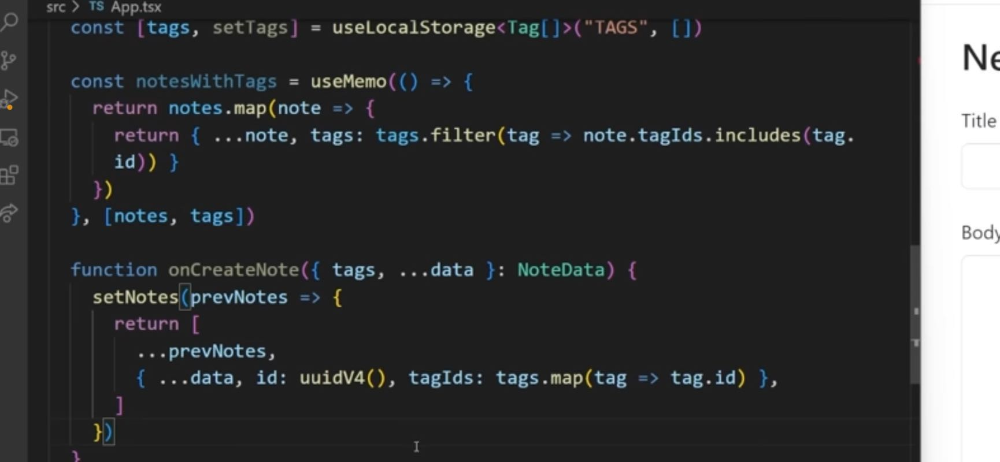 src > TS App.tsx
const [tags, setTags] = useLocalStorage<Tag[]>("TAGS", [])
const notesWithTags = useMemo(() => {
return notes.map(note => {
return { ...note, tags: tags.filter(tag => note.tagIds.includes(tag.
id)) }
})
}, [notes, tags])
function onCreateNote({ tags, ...data }: NoteData) {
setNotes(prevNotes => {
return [
...prevNotes,
{ ...data, id: uuidV4(), tagIds: tags.map(tag => tag.id) },
]
})
}
Ne
Title
Body